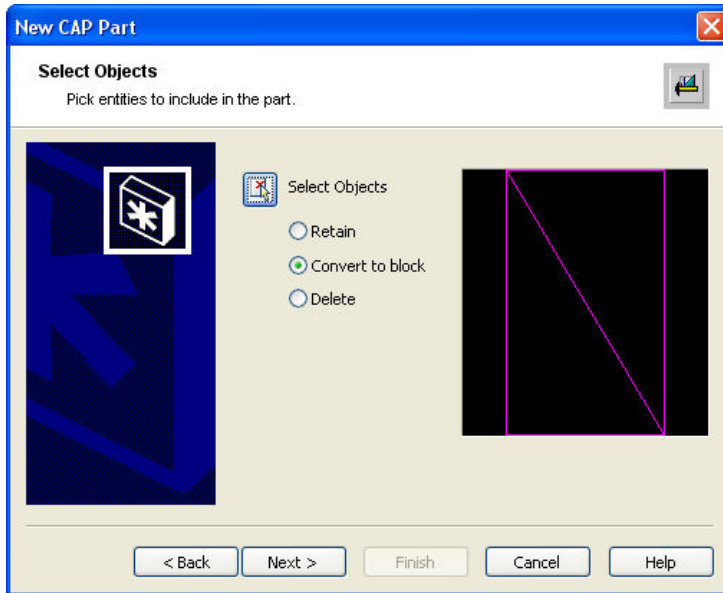 New CAP Part
Select Objects
Pick entities to include in the part.
Select Objects
Retain
Convert to block
Delete
< Back
Next >
Finish
Cancel
Help